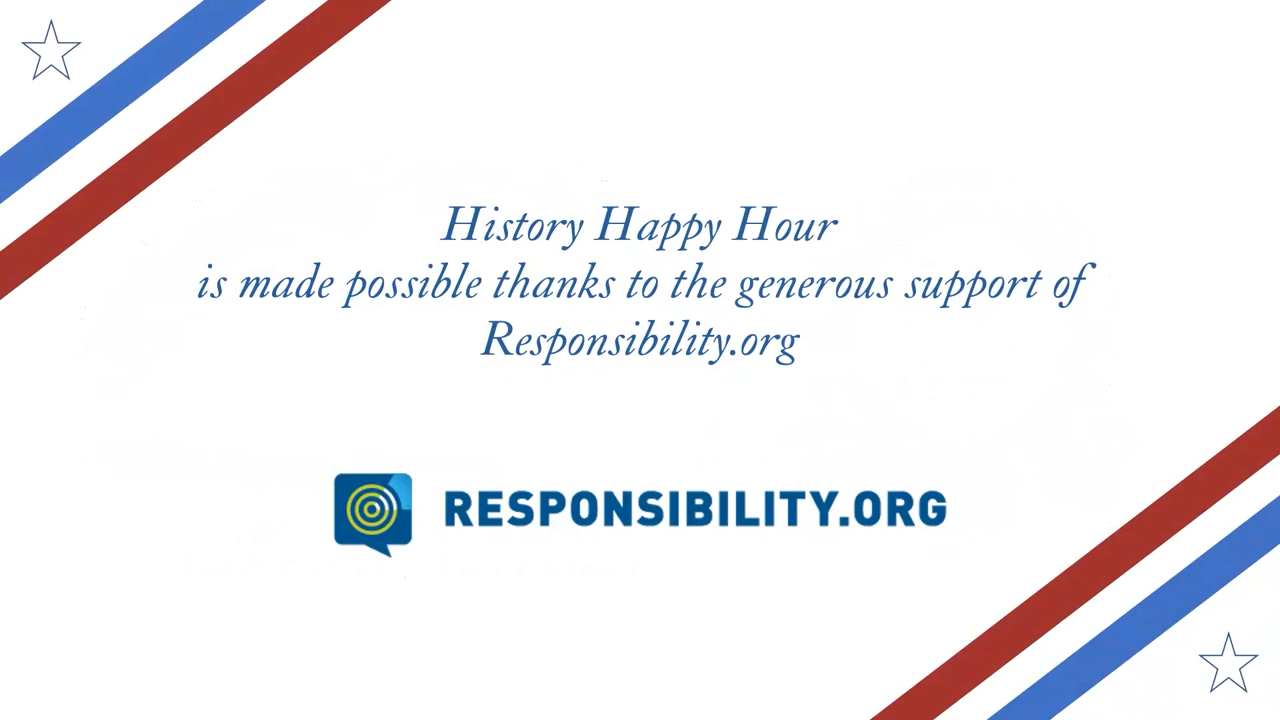 History Happy Hour
is made possible thanks to the generous support of
Responsibility.org
RESPONSIBILITY.ORG